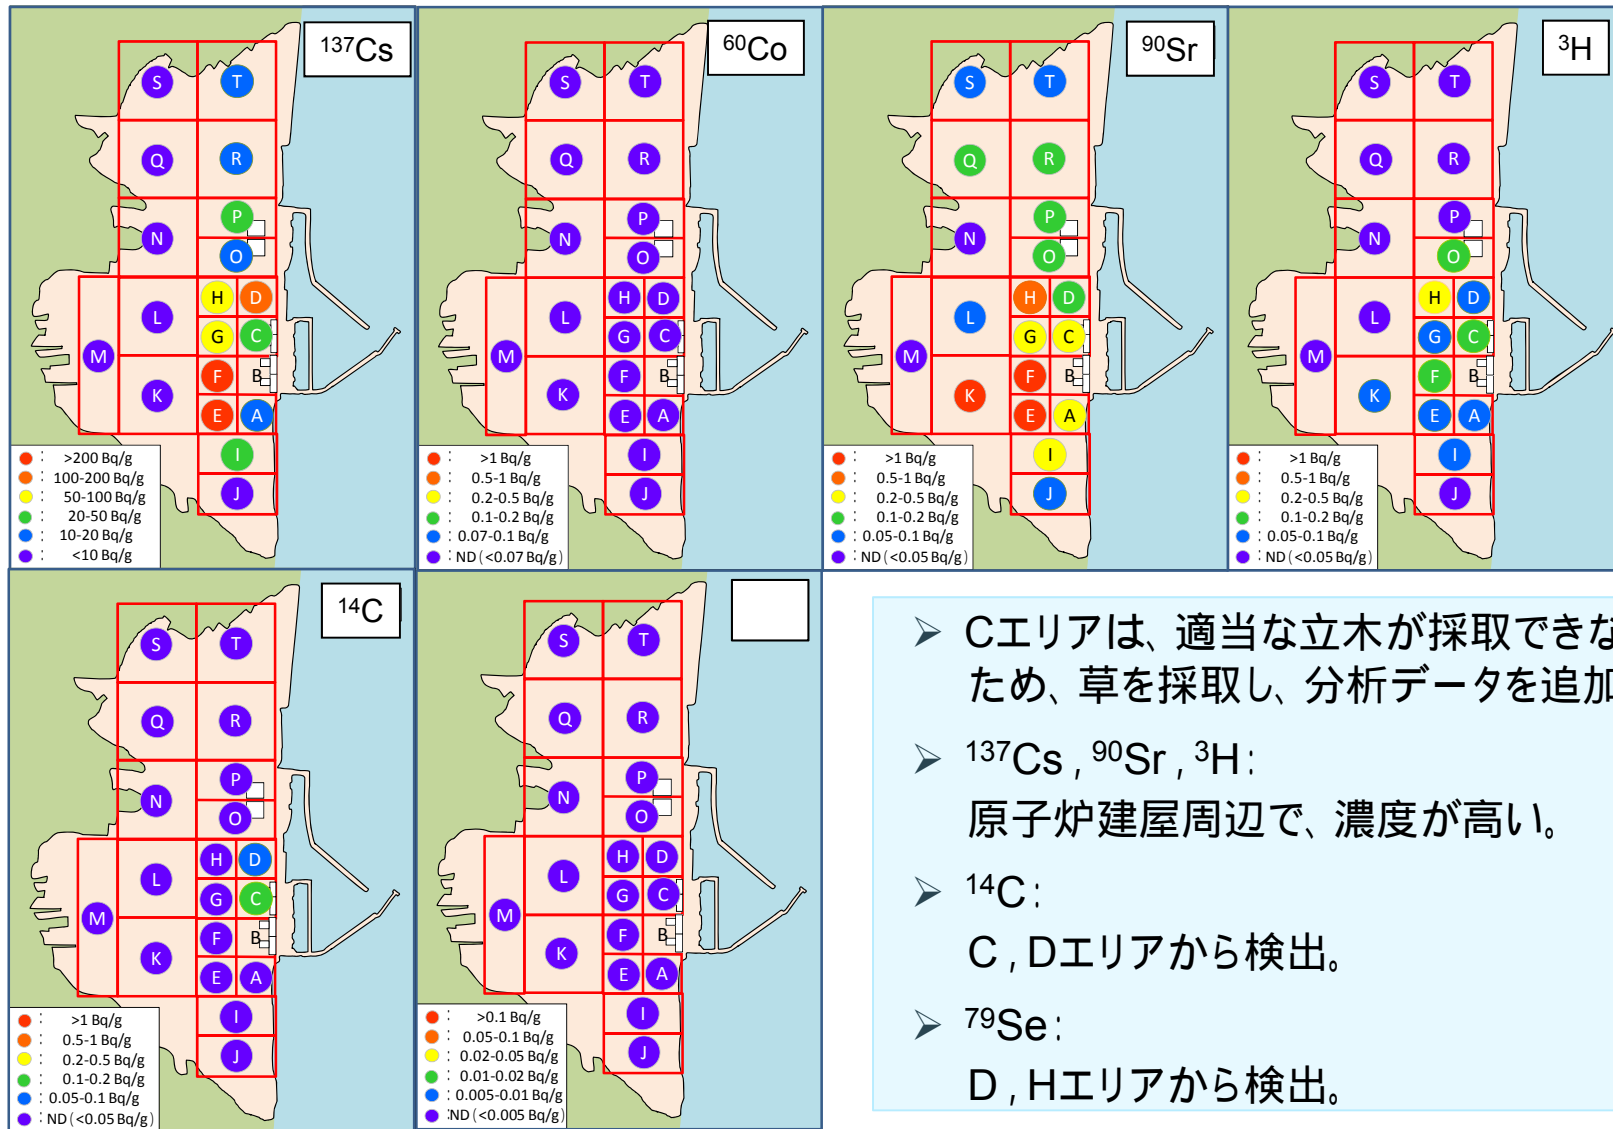 137Cs
S
T
Q
R
P
N
O
H
D
L
G
C
M
F
B
K
E
A
I
J
: >200 Bq/g
: 100-200 Bq/g
: 50-100 Bq/g
: 20-50 Bq/g
: 10-20 Bq/g
: <10 Bq/g
60Co
S
T
Q
R
P
N
O
H
D
L
G
C
M
F
B
K
E
A
I
J
: >1 Bq/g
: 0.5-1 Bq/g
: 0.2-0.5 Bq/g
: 0.1-0.2 Bq/g
: 0.07-0.1 Bq/g
: ND(<0.07 Bq/g)
90Sr
S
T
Q
R
P
N
O
H
D
L
G
C
M
F
B
K
E
A
I
J
: >1 Bq/g
: 0.5-1 Bq/g
: 0.2-0.5 Bq/g
: 0.1-0.2 Bq/g
: 0.05-0.1 Bq/g
: ND(<0.05 Bq/g)
3H
S
T
Q
R
P
N
O
H
D
L
G
C
M
F
B
K
E
A
I
J
: >1 Bq/g
: 0.5-1 Bq/g
: 0.2-0.5 Bq/g
: 0.1-0.2 Bq/g
: 0.05-0.1 Bq/g
: ND(<0.05 Bq/g)
14C
S
T
Q
R
P
N
O
H
D
L
G
C
M
F
B
K
E
A
I
J
: >1 Bq/g
: 0.5-1 Bq/g
: 0.2-0.5 Bq/g
: 0.1-0.2 Bq/g
: 0.05-0.1 Bq/g
: ND(<0.05 Bq/g)
S
T
Q
R
P
N
O
H
D
L
G
C
M
F
B
K
E
A
I
J
: >0.1 Bq/g
: 0.05-0.1 Bq/g
: 0.02-0.05 Bq/g
: 0.01-0.02 Bq/g
: 0.005-0.01 Bq/g
: ND(<0.005 Bq/g)
➢ Cエリアは、適当な立木が採取できな
ため、草を採取し、分析データを追加
➢ 137Cs , 90Sr , 3H :
原子炉建屋周辺で、濃度が高い。
➢ 14C :
C , Dエリアから検出。
➢ 79Se :
D , Hエリアから検出。